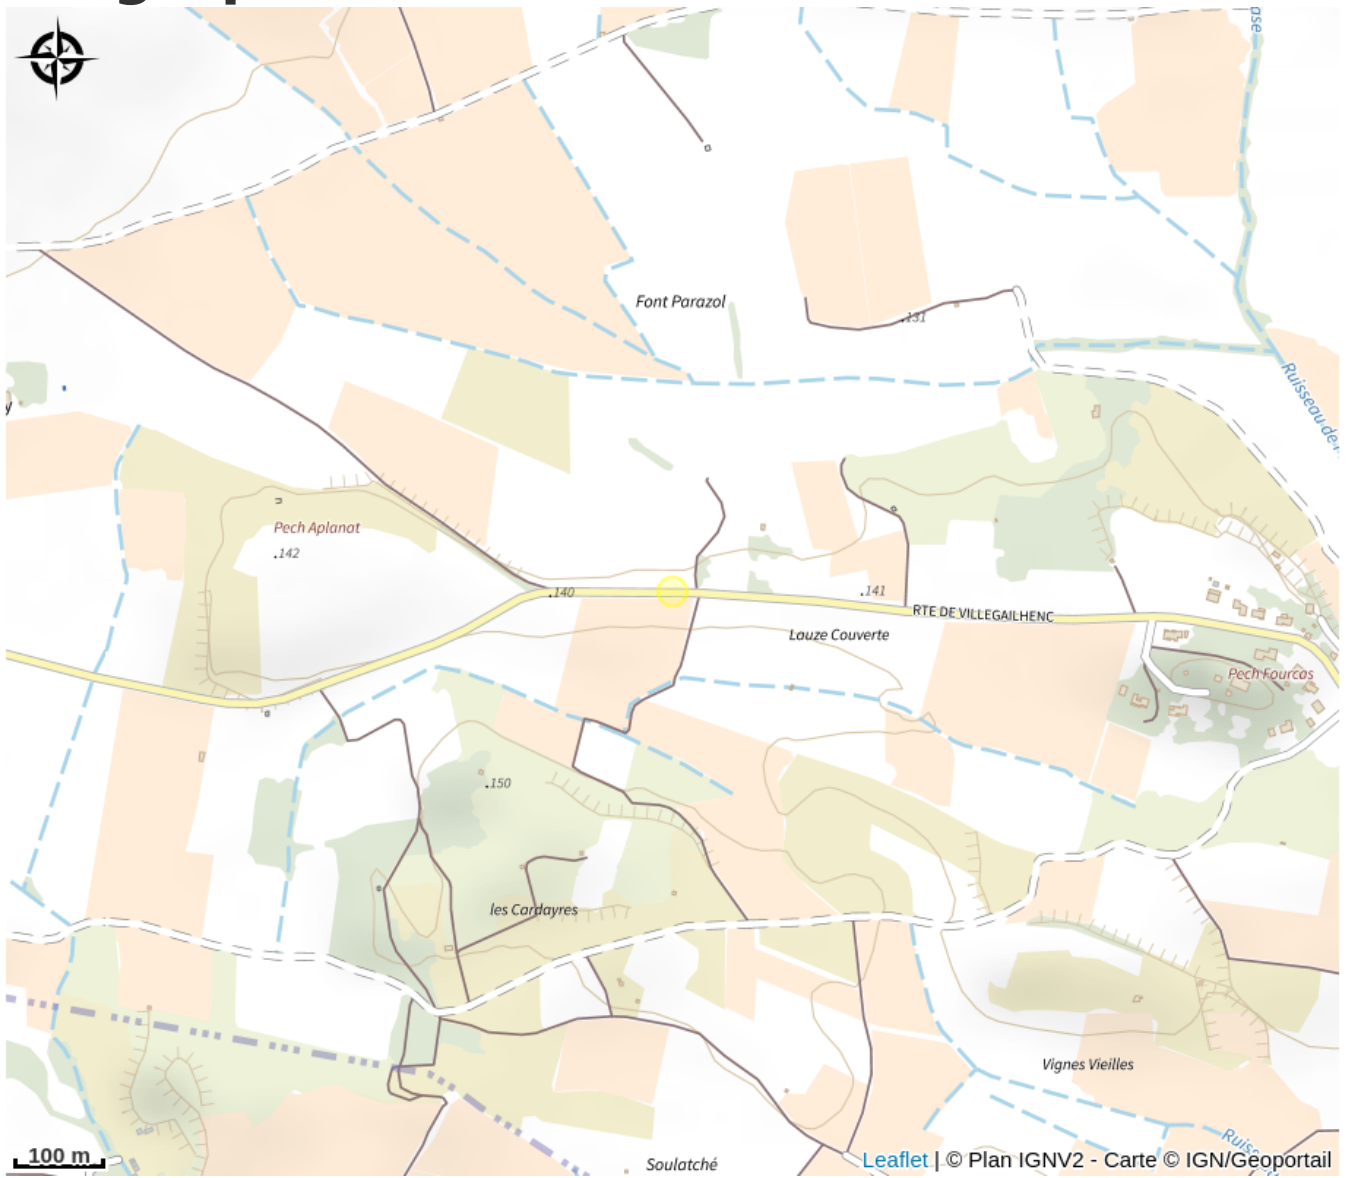 Font Parazol
131
y
Pech Aplanat
142
140
141
RTE DE VILLEGAILHENC
Lauze Couverte
Ruisseau-de-
Pech Fourcas
150
les Cardayres
Vignes Vieilles
Soulatché
100 m
Leaflet | © Plan IGNV2 - Carte © IGN/Geoportail